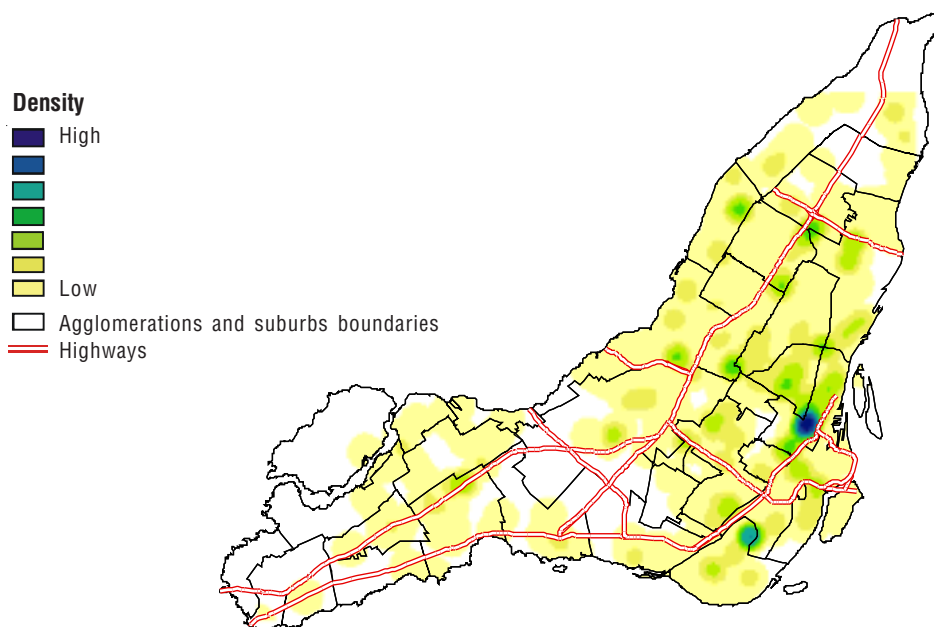 Density
High
Low
Agglomerations and suburbs boundaries
Highways